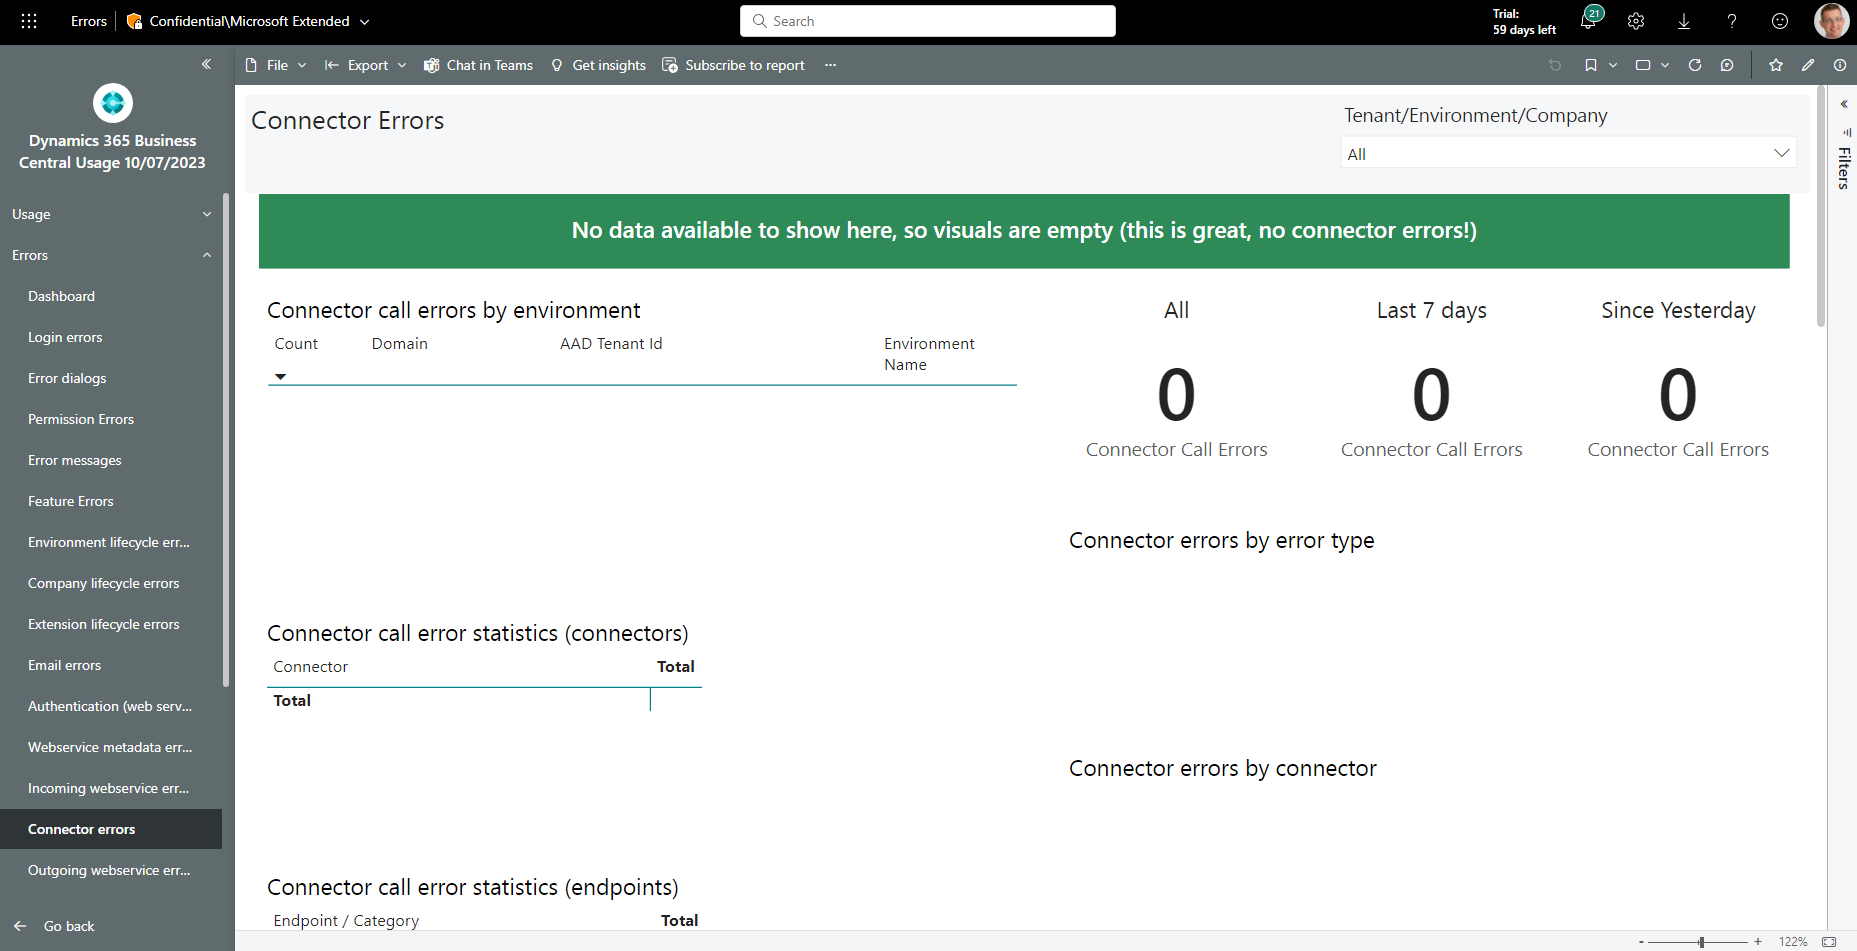 Errors
Confidential\Microsoft Extended
Search
Trial:
59 days left
21
File
Export
Chat in Teams
Get insights
Subscribe to report
Dynamics 365 Business
Central Usage 10/07/2023
Usage
Errors
Dashboard
Login errors
Error dialogs
Permission Errors
Error messages
Feature Errors
Environment lifecycle err...
Company lifecycle errors
Extension lifecycle errors
Email errors
Authentication (web serv...
Webservice metadata err...
Incoming webservice err...
Connector errors
Outgoing webservice err...
Go back
Connector Errors
Tenant/Environment/Company
All
Filters
No data available to show here, so visuals are empty (this is great, no connector errors!)
Connector call errors by environment
Count Domain AAD Tenant Id Environment
Name
All Last 7 days Since Yesterday
0 0 0
Connector Call Errors Connector Call Errors Connector Call Errors
Connector errors by error type
Connector call error statistics (connectors)
Connector Total
Total
Connector errors by connector
Connector call error statistics (endpoints)
Endpoint / Category Total
- + 122%